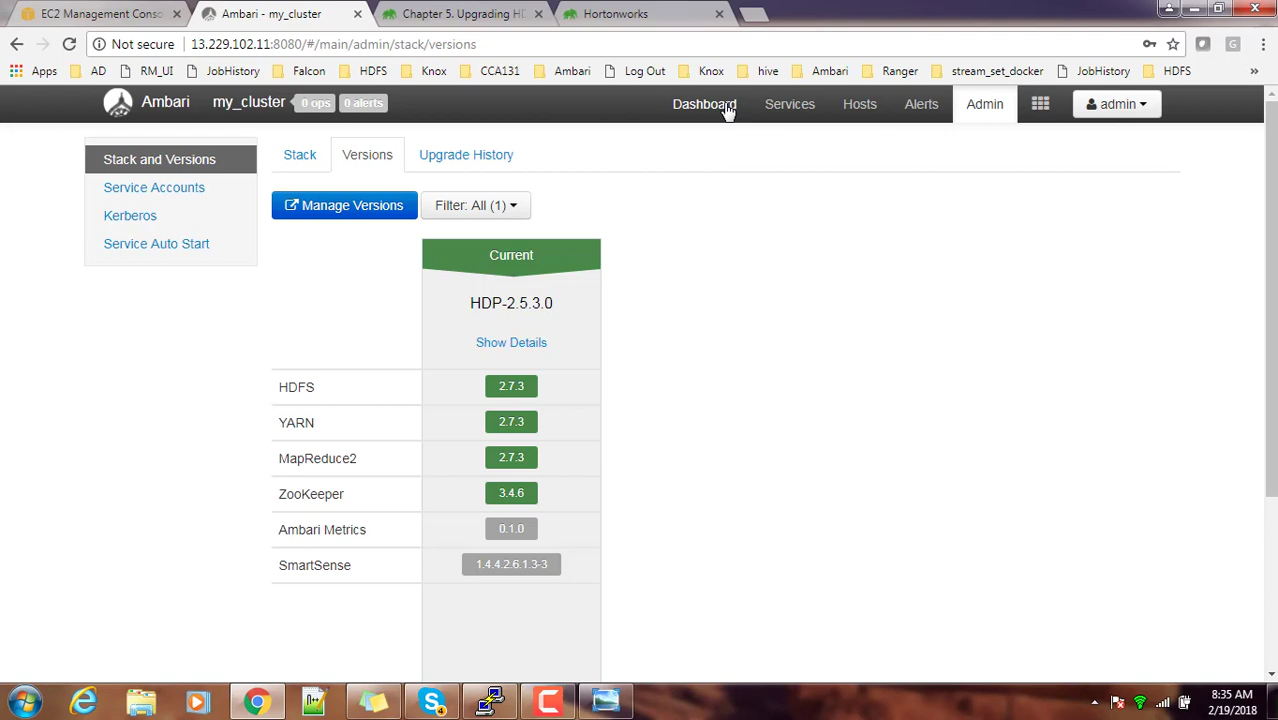 EC2 Management Conso
Ambari - my_cluster
Chapter 5. Upgrading HD
Hortonworks
Not secure 13.229.102.11:8080/#/main/admin/stack/versions
Apps AD RM_UI JobHistory Falcon HDFS Knox CCA131 Ambari Log Out Knox hive Ambari Ranger stream_set_docker JobHistory HDFS »
Ambari my_cluster 0 ops 0 alerts Dashboard Services Hosts Alerts Admin admin
Stack and Versions
Service Accounts
Kerberos
Service Auto Start
Stack Versions Upgrade History
Manage Versions Filter: All (1)
Current
HDP-2.5.3.0
Show Details
HDFS 2.7.3
YARN 2.7.3
MapReduce2 2.7.3
ZooKeeper 3.4.6
Ambari Metrics 0.1.0
SmartSense 1.4.4.2.6.1.3-3
8:35 AM
2/19/2018